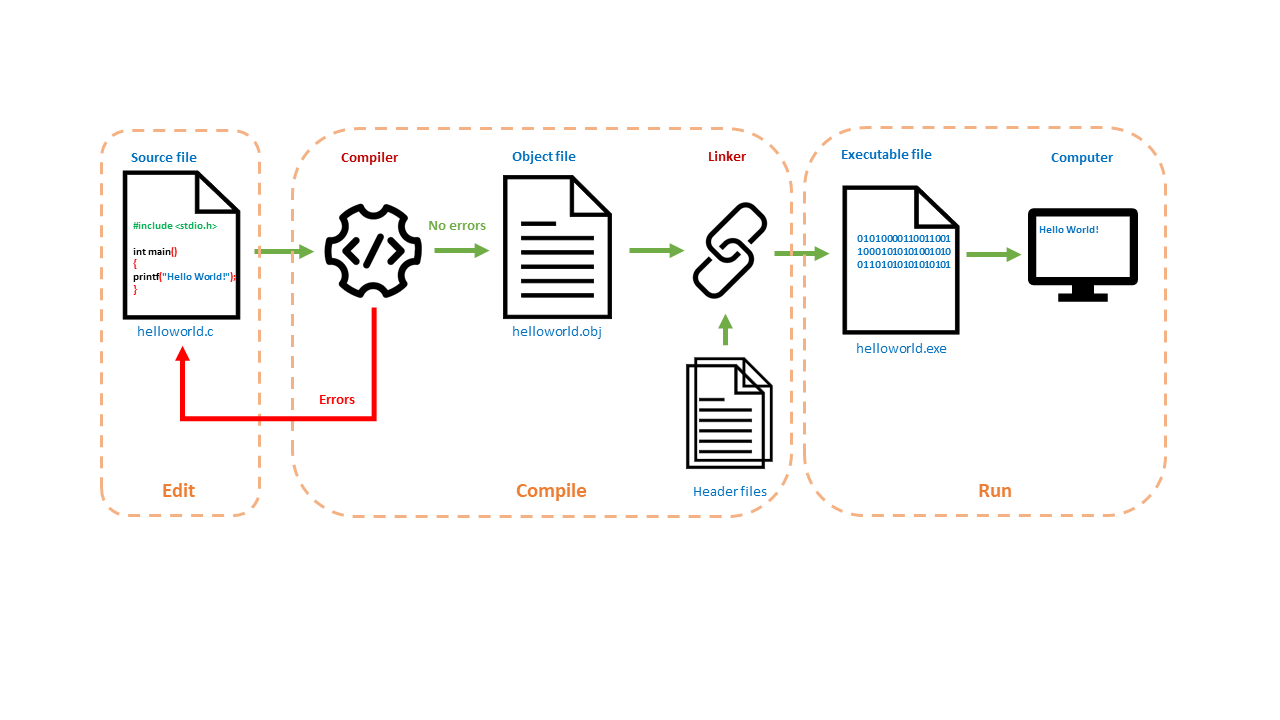 Source file
#include <stdio.h>
int main()
{
printf("Hello World!");
}
helloworld.c
Edit
Compiler
No errors
Errors
Object file
helloworld.obj
Linker
Header files
Compile
Executable file
01010000110011001
10001010101001010
01101010101010101
helloworld.exe
Computer
Hello World!
Run